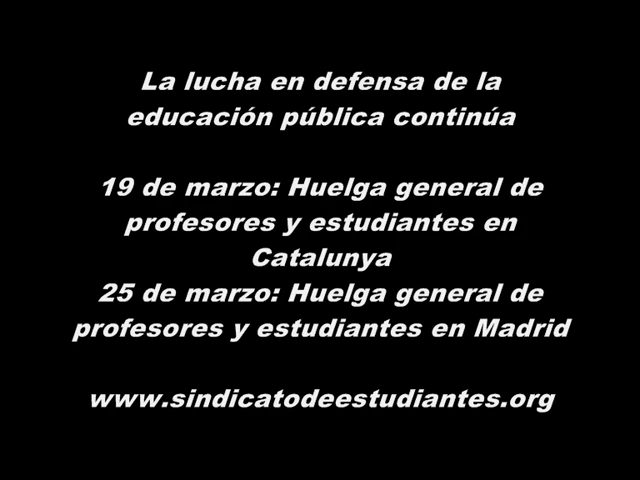 La lucha en defensa de la
educación pública continúa
19 de marzo: Huelga general de
profesores y estudiantes en
Catalunya
25 de marzo: Huelga general de
profesores y estudiantes en Madrid
www.sindicatodeestudiantes.org